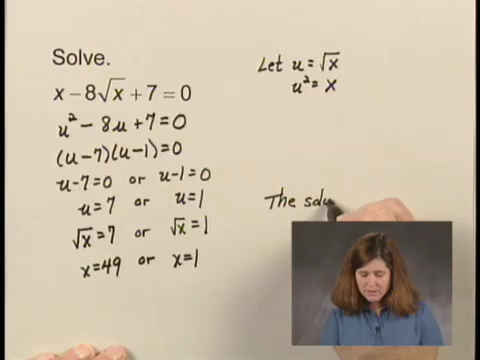 Solve.
x - 8√x + 7 = 0
u² - 8u + 7 = 0
(u - 7)(u - 1) = 0
u - 7 = 0 or u - 1 = 0
u = 7 or u = 1
√x = 7 or √x = 1
x = 49 or x = 1
Let u = √x
u² = x
The solu